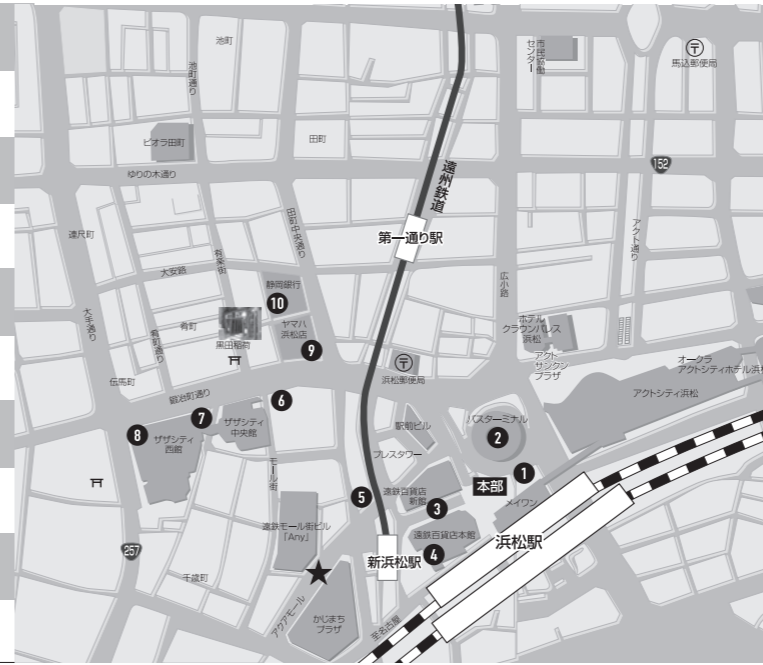 池町
池町通り
市民協働
センター
馬込郵便局
ビオラ田町
田町
152
ゆりの木通り
遠州鉄道
田町中央通り
アクト通り
連尺町
有楽街
第一通り駅
大安路
広小路
静岡銀行
10
大手通り
肴町通り
肴町
ヤマハ
浜松店
9
黒田稲荷
ホテル
クラウンパレス
浜松
アクト
サンクン
プラザ
オークラ
アクトシティホテル浜
伝馬町
浜松郵便局
アクトシティ浜松
鍛冶町通り
6
7
ザザシティ
中央館
8
ザザシティ
西館
駅前ビル
バスターミナル
2
プレスタワー
モール街
1
本部
メイワン
5
遠鉄百貨店
新館
3
遠鉄モール街ビル
「Any」
遠鉄百貨店本館
4
浜松駅
257
新浜松駅
千歳町
アクアモール
かじまち
プラザ
至名古屋